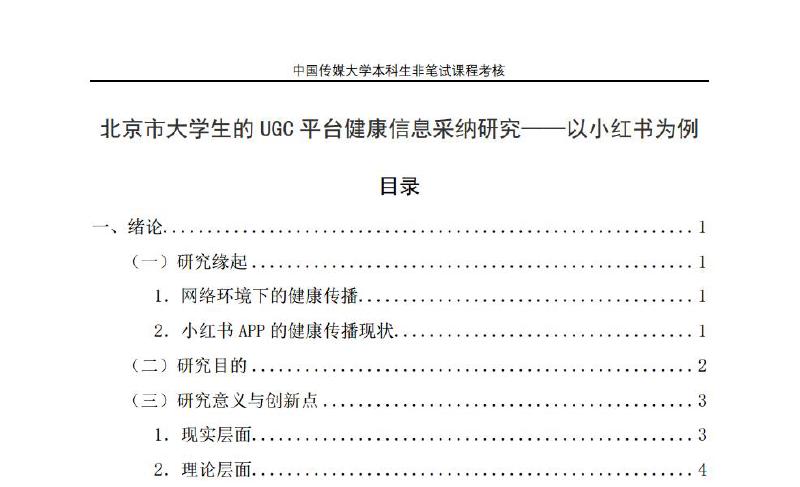 中国传媒大学本科生非笔试课程考核
北京市大学生的 UGC 平台健康信息采纳研究——以小红书为例
目录
一、绪论................................................................ 1
（一）研究缘起........................................................ 1
1. 网络环境下的健康传播............................................ 1
2. 小红书 APP 的健康传播现状........................................ 1
（二）研究目的........................................................ 2
（三）研究意义与创新点................................................ 3
1. 现实层面........................................................ 3
2. 理论层面........................................................ 4